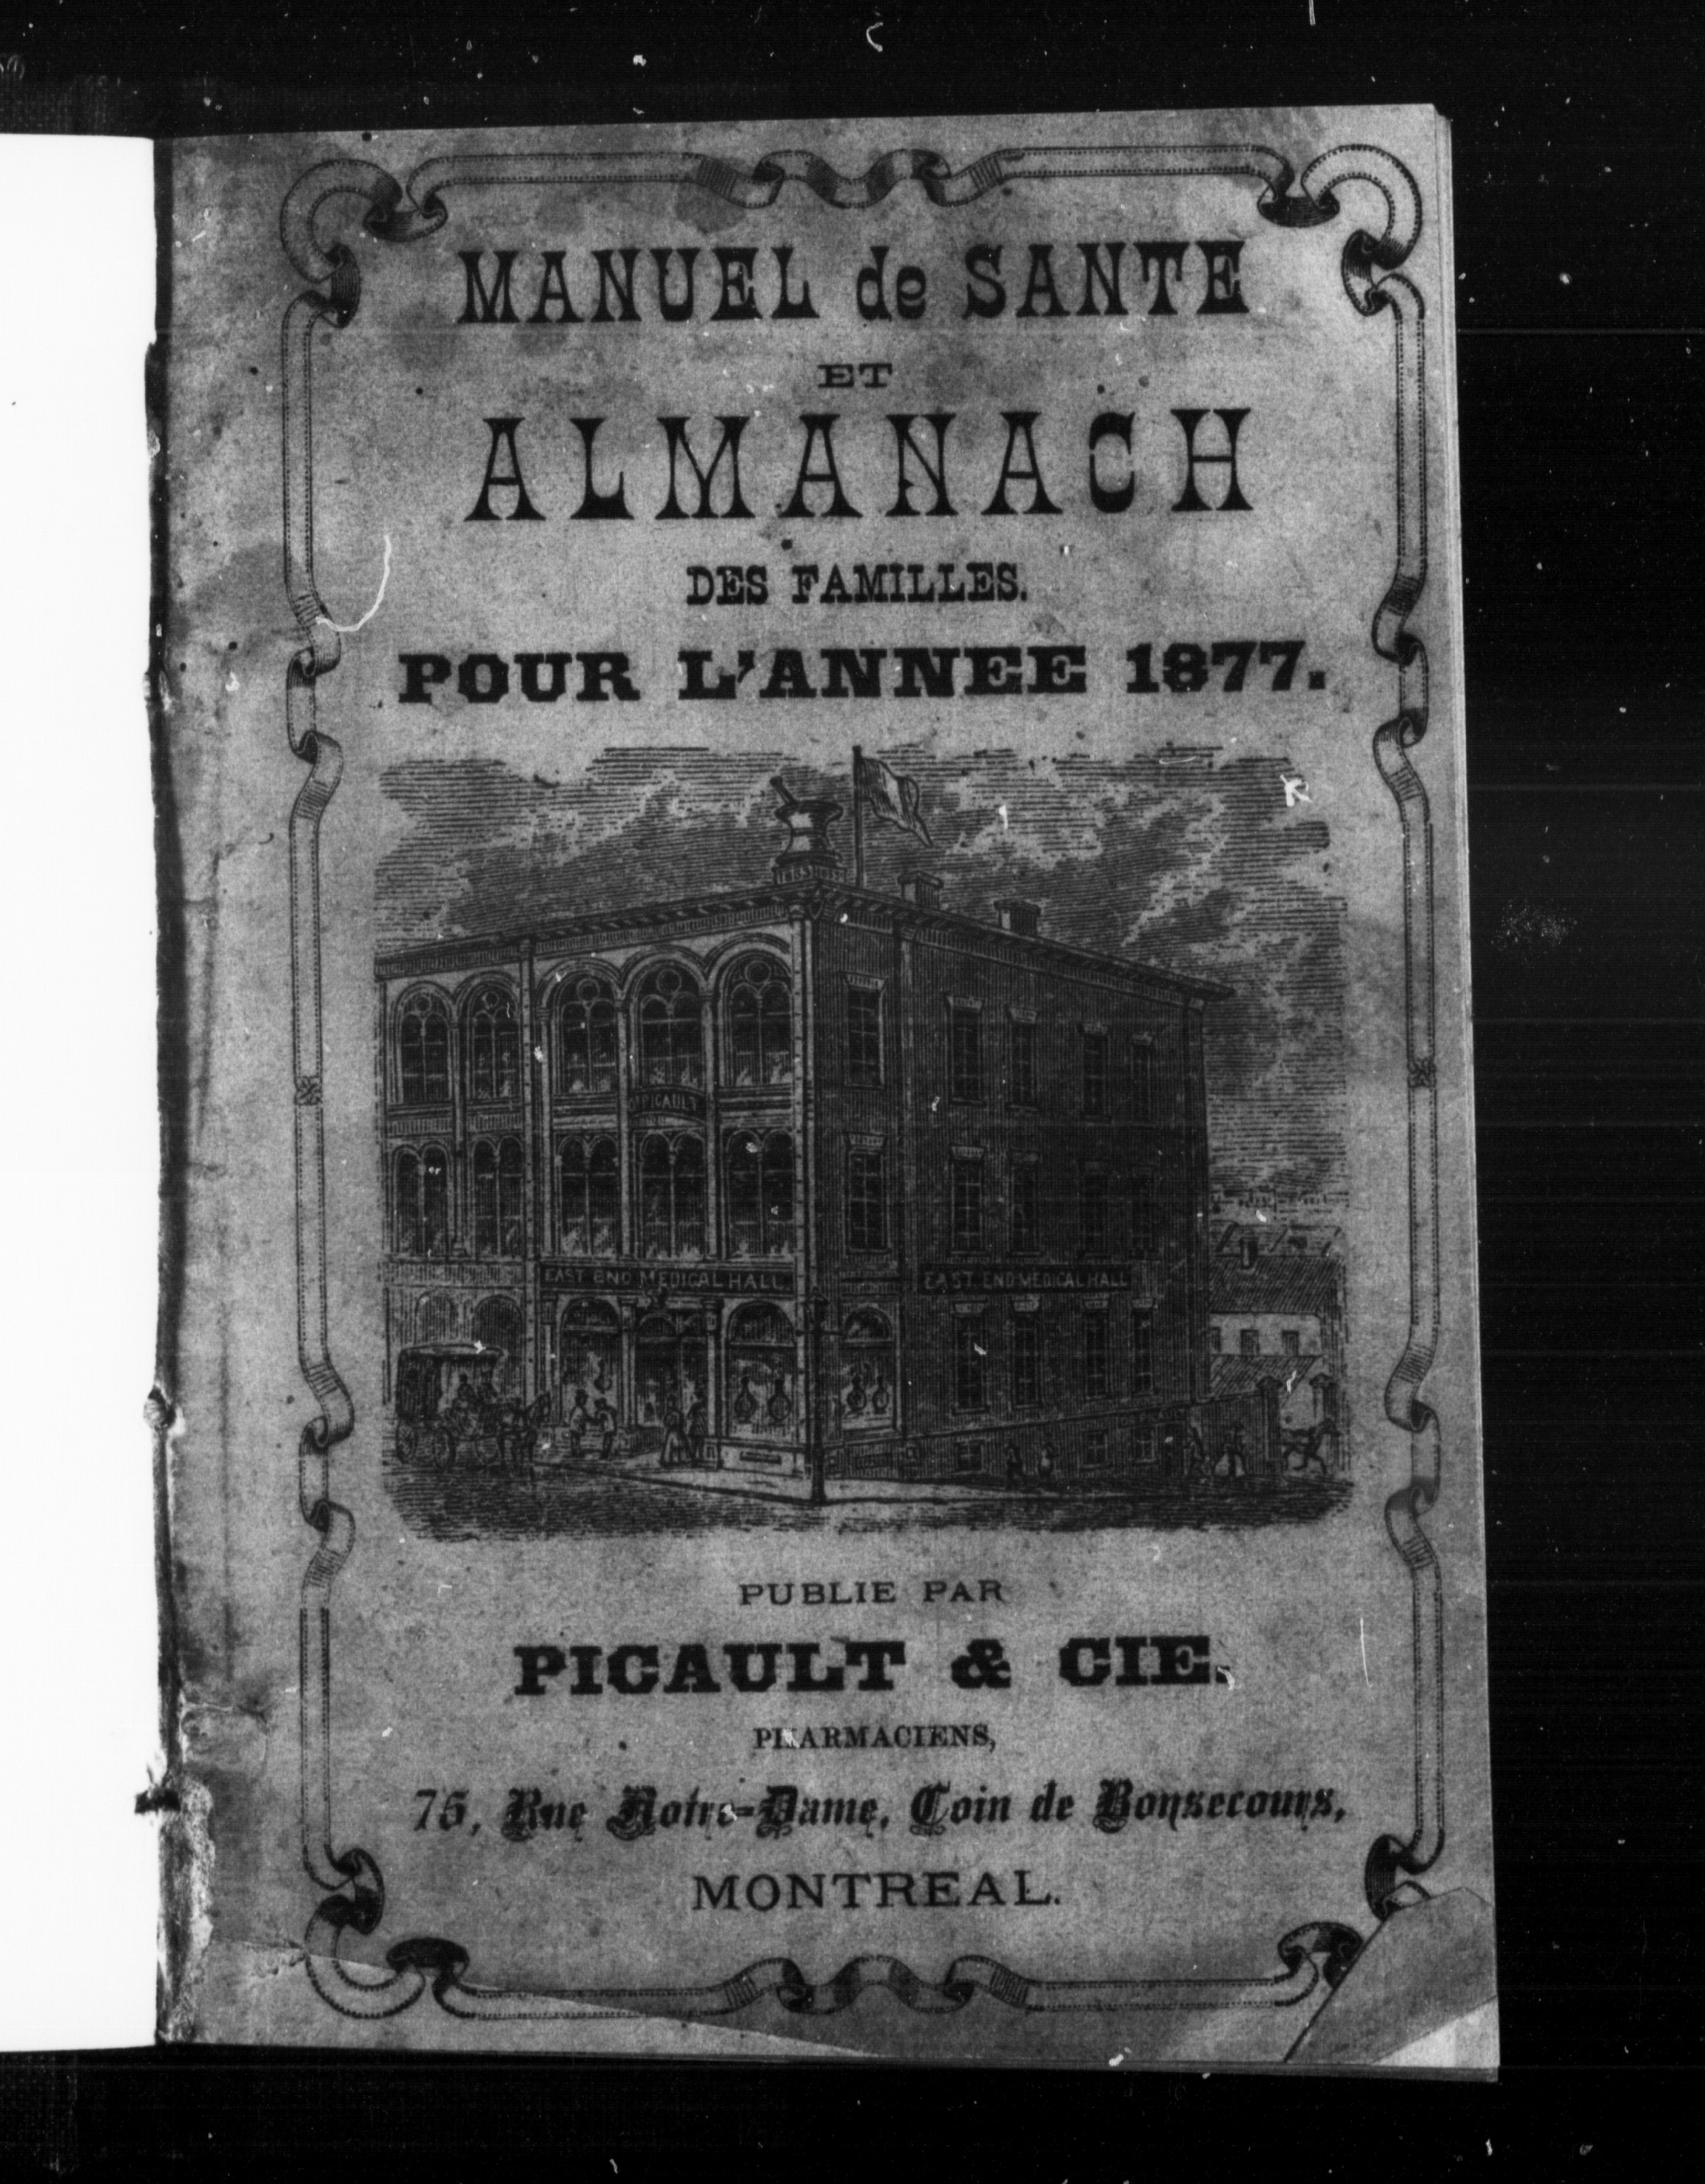 MANUEL de SANTE
ET
ALMANACH
DES FAMILLES.
POUR L'ANNEE 1877.
PICAULT
EAST END MEDICAL HALL
EAST END MEDICAL HALL
PUBLIE PAR
PICAULT & CIE.
PHARMACIENS,
75, Rue Notre-Dame, Coin de Bonsecours,
MONTREAL.